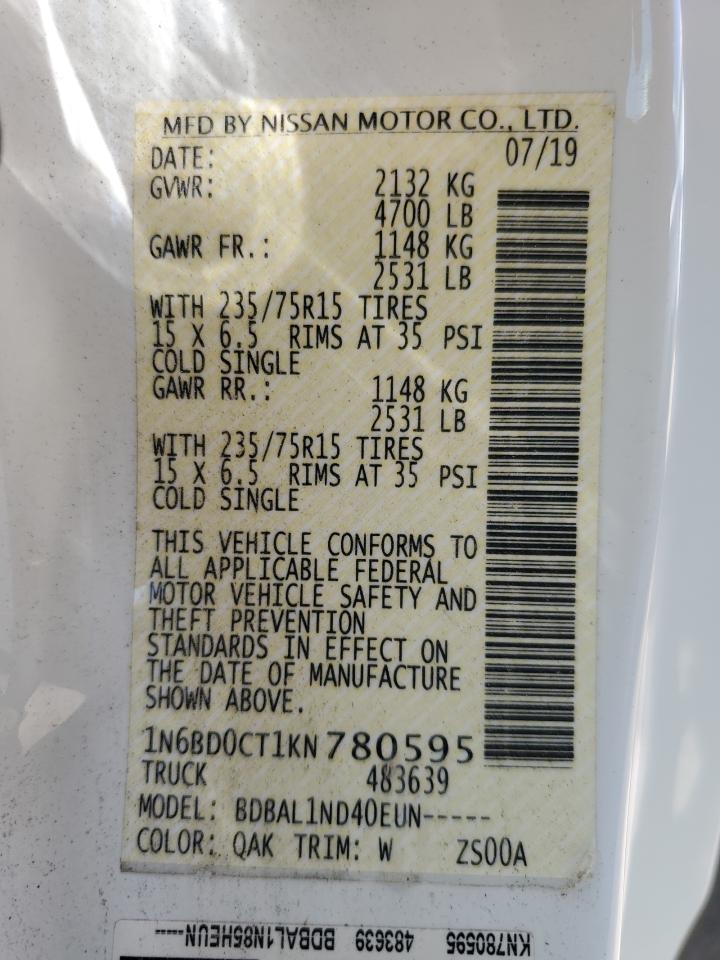 MFD BY NISSAN MOTOR CO., LTD.
DATE: 07/19
GVWR: 2132 KG
4700 LB
GAWR FR.: 1148 KG
2531 LB
WITH 235/75R15 TIRES
15 X 6.5 RIMS AT 35 PSI
COLD SINGLE
GAWR RR.: 1148 KG
2531 LB
WITH 235/75R15 TIRES
15 X 6.5 RIMS AT 35 PSI
COLD SINGLE
THIS VEHICLE CONFORMS TO
ALL APPLICABLE FEDERAL
MOTOR VEHICLE SAFETY AND
THEFT PREVENTION
STANDARDS IN EFFECT ON
THE DATE OF MANUFACTURE
SHOWN ABOVE.
1N6BD0CT1KN780595
TRUCK 483639
MODEL: BDBAL1ND40EUN-----
COLOR: QAK TRIM: W ZS00A
KN780595 483639 BDBAL1N85HEUN-----